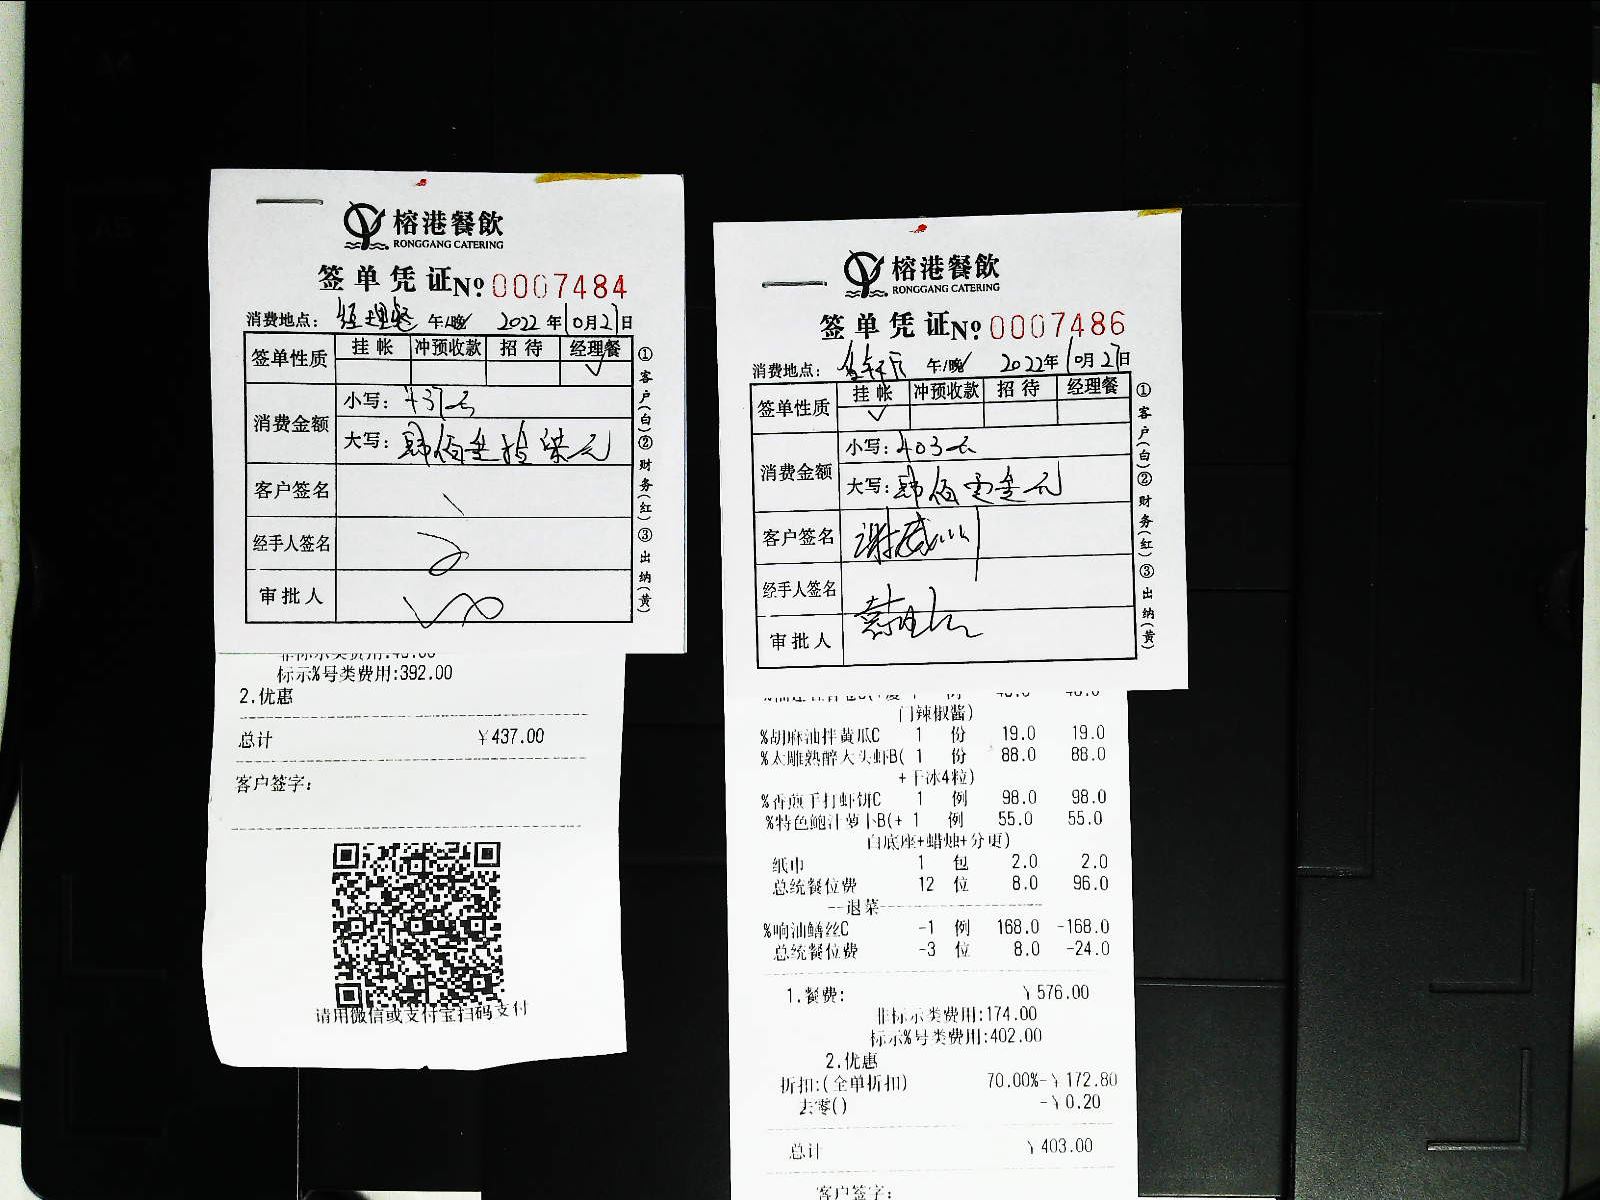 榕港餐飲
RONGGANG CATERING
签单凭证№ 0007484
消费地点：经理餐 午/晚 2022年10月27日
签单性质 挂帐 冲预收款 招待 经理餐
✓
消费金额 小写：437元
大写：肆佰叁拾柒元
客户签名
经手人签名
审批人
①客户(白)②财务(红)③出纳(黄)
标示%号类费用:392.00
2.优惠
总计 ¥437.00
客户签字:
请用微信或支付宝扫码支付
榕港餐飲
RONGGANG CATERING
签单凭证№ 0007486
消费地点： 午/晚 2022年10月27日
签单性质 挂帐 冲预收款 招待 经理餐
✓
消费金额 小写：403元
大写：肆佰零叁元
客户签名
经手人签名
审批人
①客户(白)②财务(红)③出纳(黄)
门辣椒酱)
%胡麻油拌黄瓜C 1 份 19.0 19.0
%太雕熟醉大头虾B( 1 份 88.0 88.0
+干冰4粒)
%香煎手打虾饼C 1 例 98.0 98.0
%特色鲍汁萝卜B(+ 1 例 55.0 55.0
白底座+蜡烛+分更)
纸巾 1 包 2.0 2.0
总统餐位费 12 位 8.0 96.0
--退菜--
%响油鳝丝C -1 例 168.0 -168.0
总统餐位费 -3 位 8.0 -24.0
1.餐费: ¥576.00
非标示类费用:174.00
标示%号类费用:402.00
2.优惠
折扣:(全单折扣) 70.00%-¥172.80
去零() -¥0.20
总计 ¥403.00
客户签字: